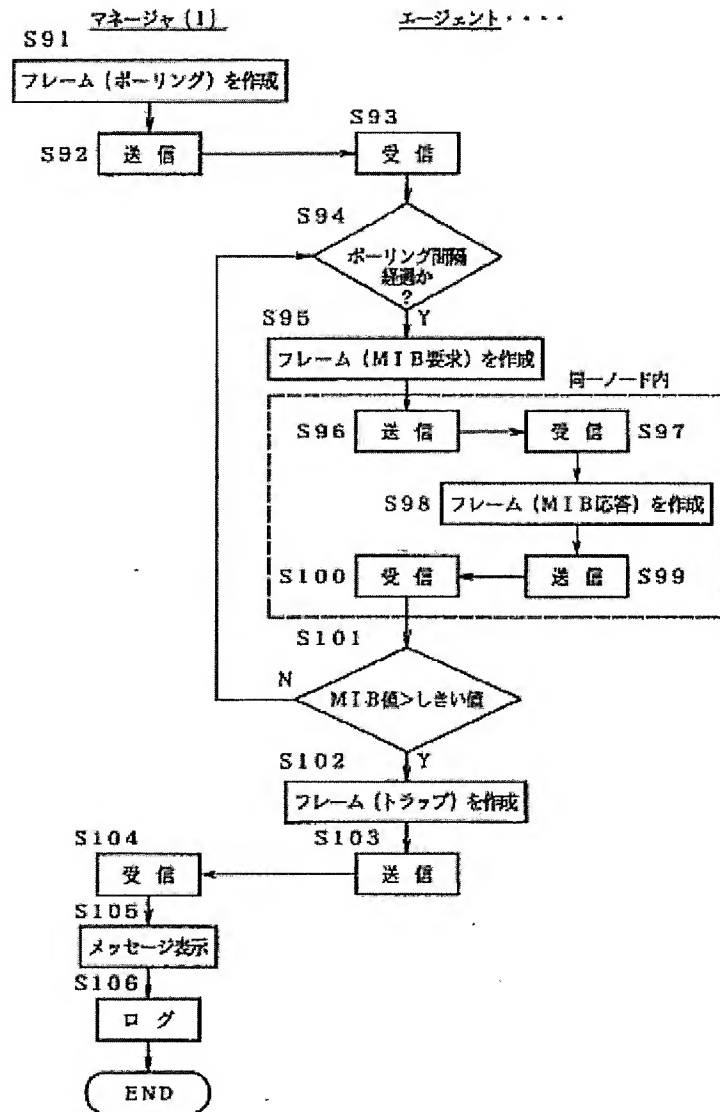 マネージャ(1)
エージェント・・・・
S91
フレーム(ポーリング)を作成
S92
送信
S93
受信
S94
ポーリング間隔
経過か
?
Y
S95
フレーム(MIB要求)を作成
同一ノード内
S96
送信
受信
S97
S98
フレーム(MIB応答)を作成
S100
受信
送信
S99
S101
N
MIB値>しきい値
Y
S102
フレーム(トラップ)を作成
S103
送信
S104
受信
S105
メッセージ表示
S106
ログ
END